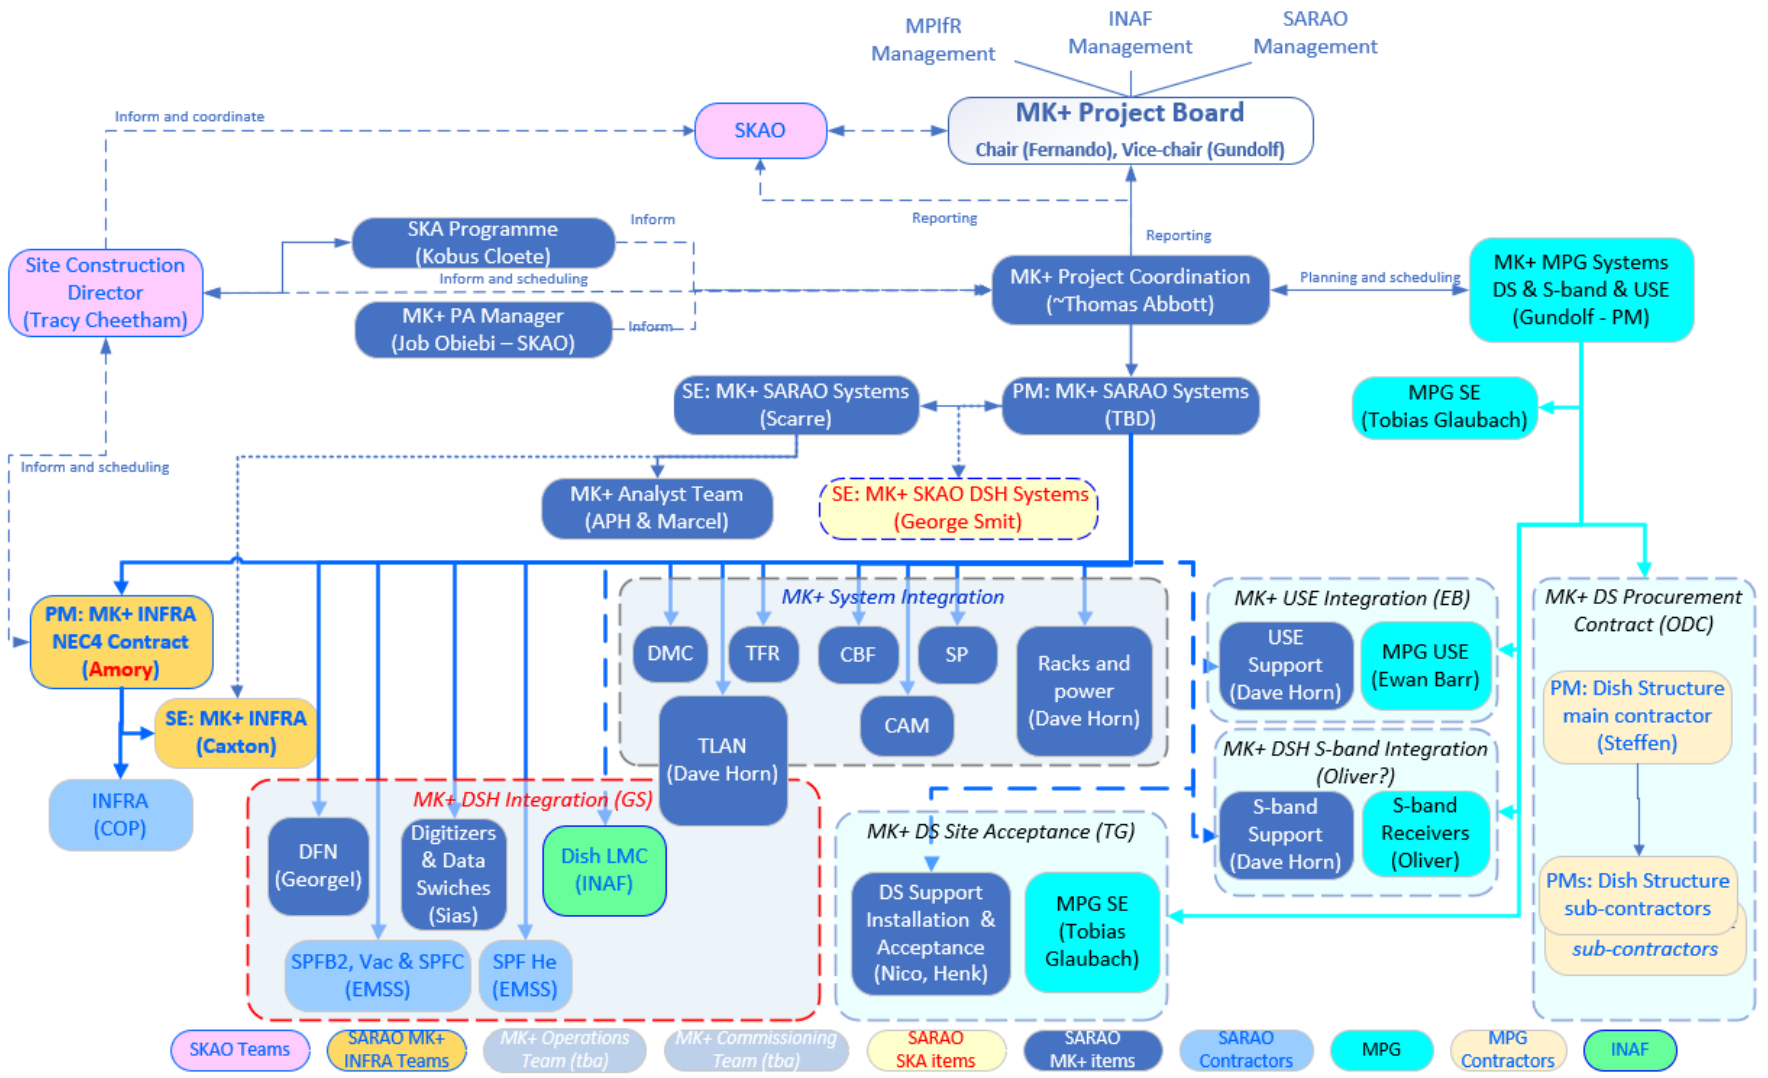 MPIfR
Management
INAF
Management
SARAO
Management
MK+ Project Board
Chair (Fernando), Vice-chair (Gundolf)
Inform and coordinate
SKAO
Reporting
Reporting
SKA Programme
(Kobus Cloete)
Inform
Site Construction
Director
(Tracy Cheetham)
Inform and scheduling
MK+ Project Coordination
(~Thomas Abbott)
Planning and scheduling
MK+ MPG Systems
DS & S-band & USE
(Gundolf - PM)
MK+ PA Manager
(Job Obiebi – SKAO)
Inform
SE: MK+ SARAO Systems
(Scarre)
PM: MK+ SARAO Systems
(TBD)
MPG SE
(Tobias Glaubach)
Inform and scheduling
MK+ Analyst Team
(APH & Marcel)
SE: MK+ SKAO DSH Systems
(George Smit)
PM: MK+ INFRA
NEC4 Contract
(Amory)
SE: MK+ INFRA
(Caxton)
INFRA
(COP)
MK+ System Integration
DMC
TFR
CBF
SP
Racks and
power
(Dave Horn)
TLAN
(Dave Horn)
CAM
MK+ USE Integration (EB)
USE
Support
(Dave Horn)
MPG USE
(Ewan Barr)
MK+ DS Procurement
Contract (ODC)
PM: Dish Structure
main contractor
(Steffen)
PMs: Dish Structure
sub-contractors
sub-contractors
MK+ DSH S-band Integration
(Oliver?)
S-band
Support
(Dave Horn)
S-band
Receivers
(Oliver)
MK+ DSH Integration (GS)
DFN
(GeorgeI)
Digitizers
& Data
Swiches
(Sias)
Dish LMC
(INAF)
SPFB2, Vac & SPFC
(EMSS)
SPF He
(EMSS)
MK+ DS Site Acceptance (TG)
DS Support
Installation &
Acceptance
(Nico, Henk)
MPG SE
(Tobias
Glaubach)
SKAO Teams
SARAO MK+
INFRA Teams
MK+ Operations
Team (tba)
MK+ Commissioning
Team (tba)
SARAO
SKA items
SARAO
MK+ items
SARAO
Contractors
MPG
MPG
Contractors
INAF